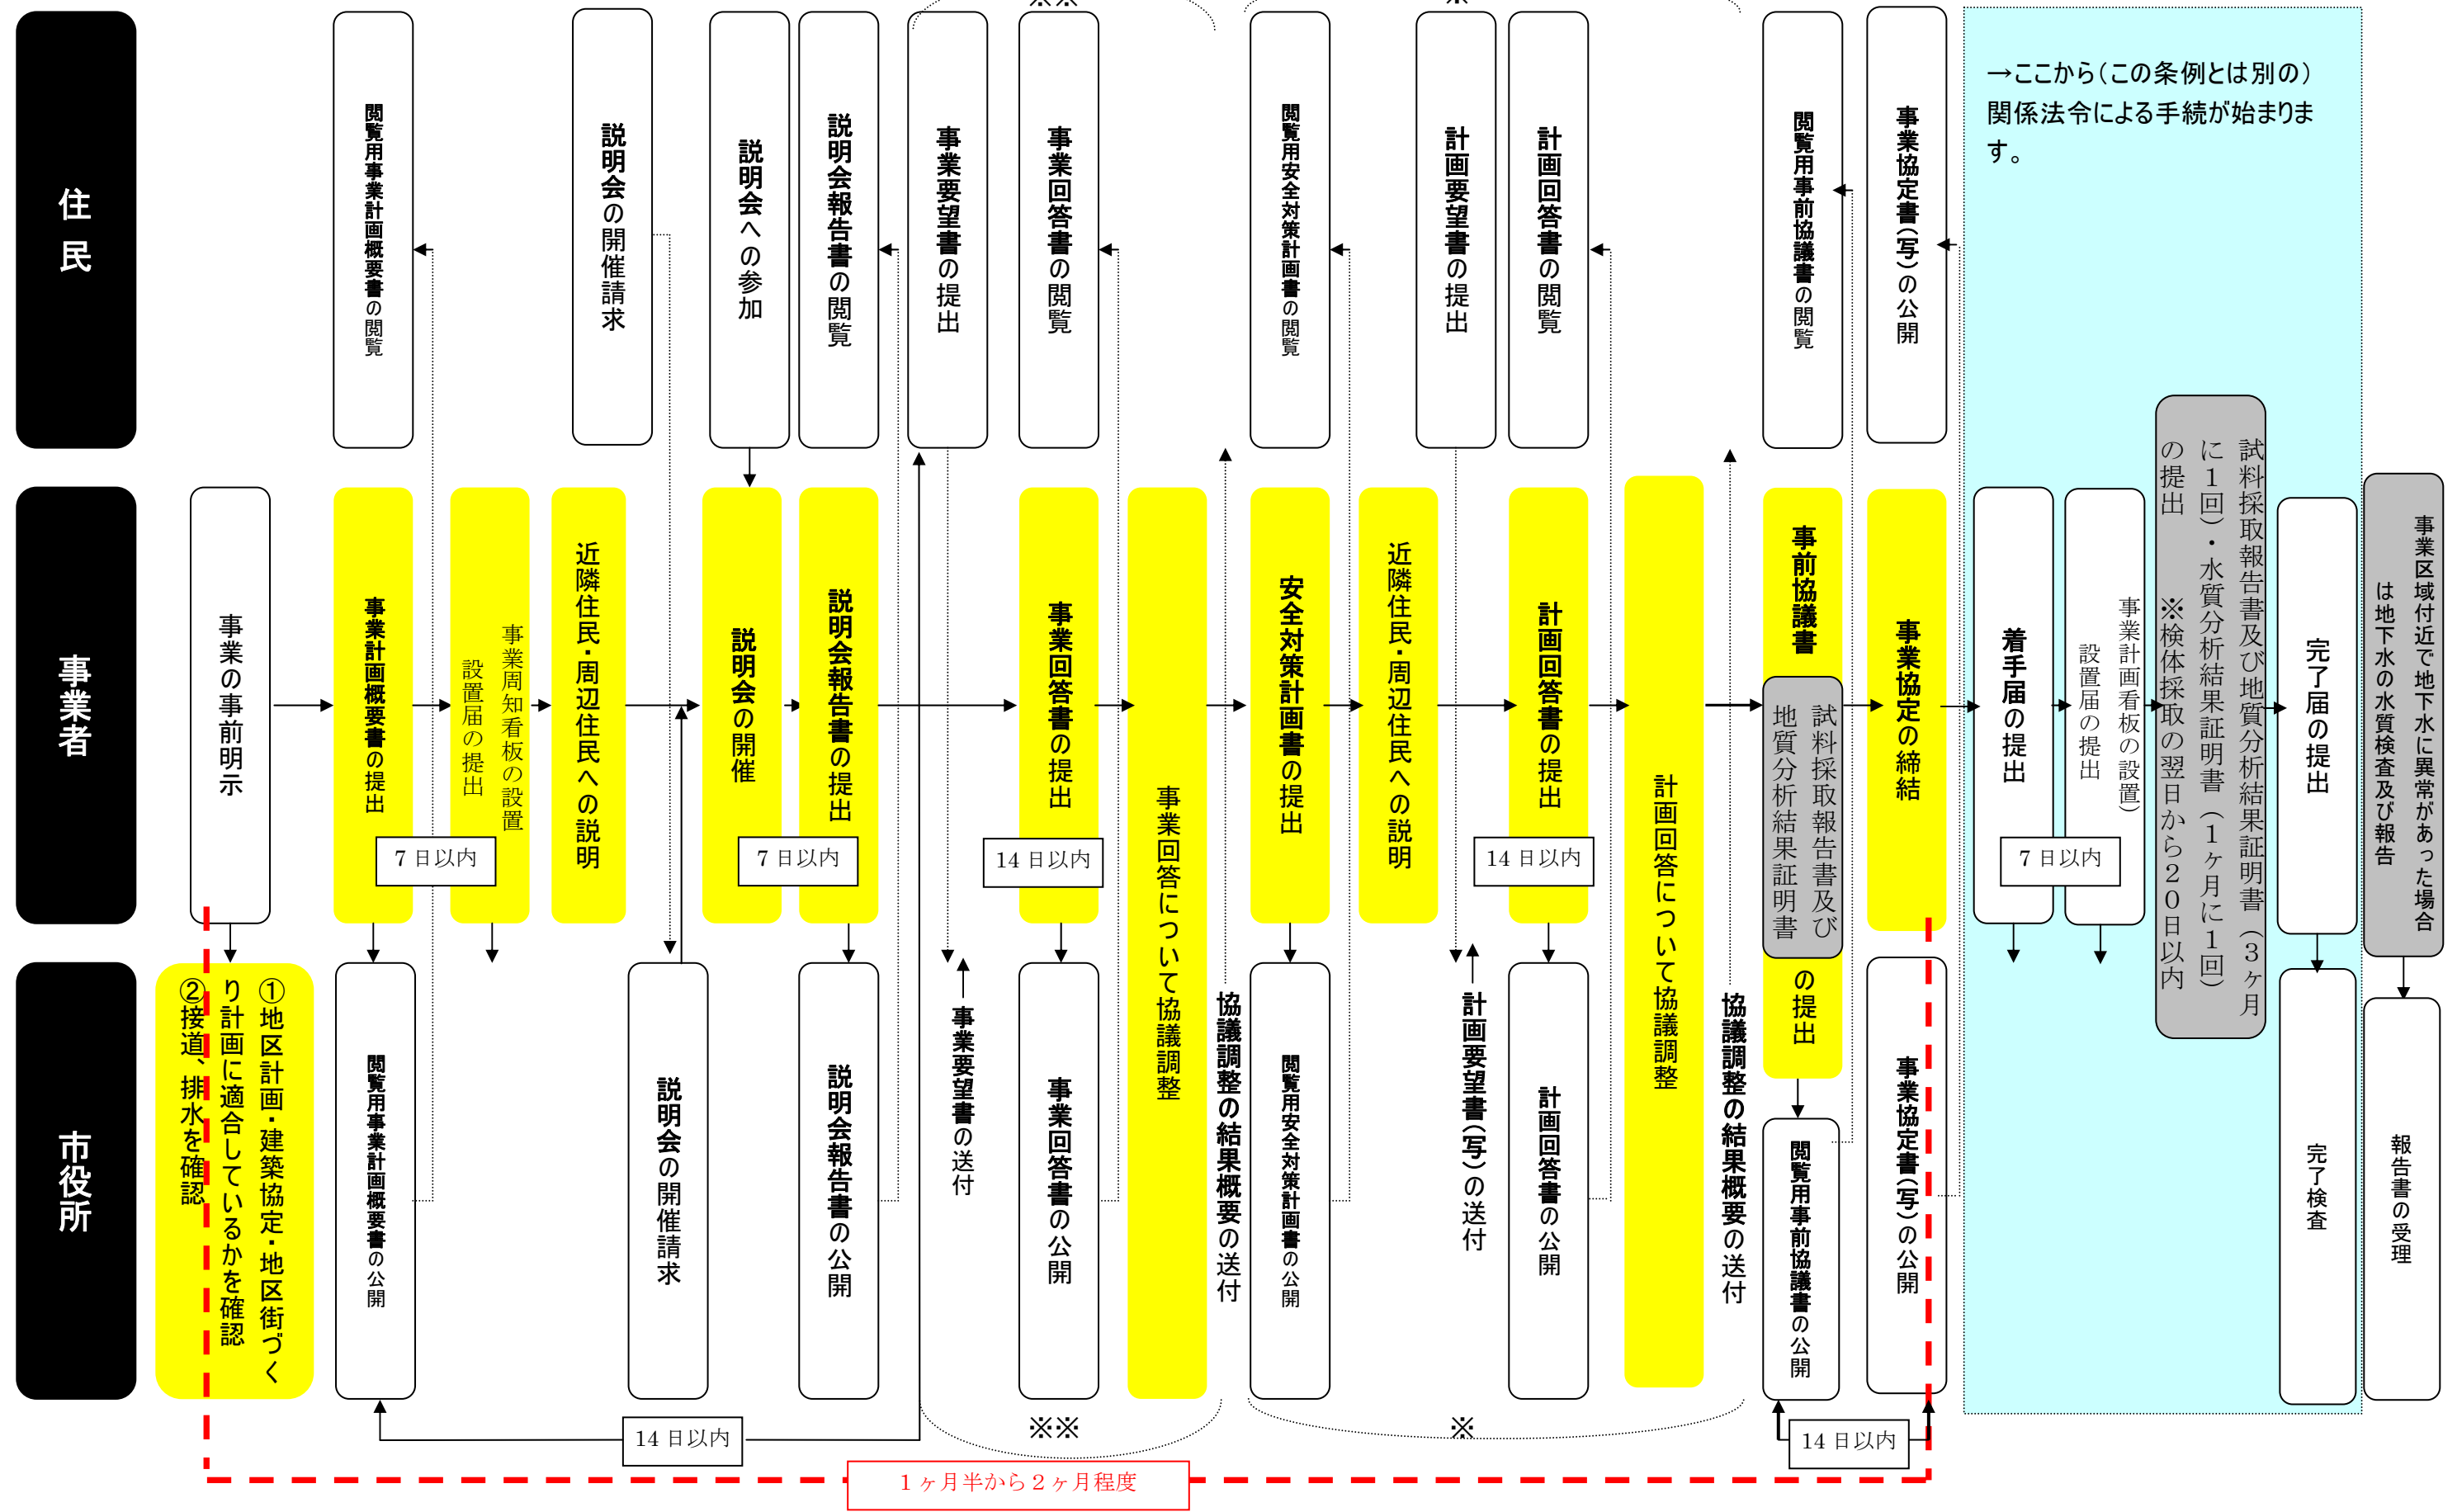 住民
閲覧用事業計画概要書の閲覧
説明会の開催請求
説明会への参加
説明会報告書の閲覧
※※
事業要望書の提出
事業回答書の閲覧
※
閲覧用安全対策計画書の閲覧
計画要望書の提出
計画回答書の閲覧
閲覧用事前協議書の閲覧
事業協定書(写)の公開
→ここから(この条例とは別の)
関係法令による手続が始まりま
す。
事業者
事業の事前明示
事業計画概要書の提出
事業周知看板の設置
設置届の提出
近隣住民・周辺住民への説明
説明会の開催
説明会報告書の提出
事業回答書の提出
事業回答について協議調整
安全対策計画書の提出
近隣住民・周辺住民への説明
計画回答書の提出
計画回答について協議調整
事前協議書
試料採取報告書及び
地質分析結果証明書
の提出
事業協定の締結
着手届の提出
事業計画看板の設置)
設置届の提出
試料採取報告書及び地質分析結果証明書(3ヶ月
に1回)・水質分析結果証明書(1ヶ月に1回)
の提出 ※検体採取の翌日から20日以内
完了届の提出
事業区域付近で地下水に異常があった場合
は地下水の水質検査及び報告
7日以内
7日以内
14日以内
14日以内
7日以内
市役所
①地区計画・建築協定・地区街づく
り計画に適合しているかを確認
②接道、排水を確認
閲覧用事業計画概要書の公開
説明会の開催請求
説明会報告書の公開
事業要望書の送付
事業回答書の公開
協議調整の結果概要の送付
閲覧用安全対策計画書の公開
計画要望書(写)の送付
計画回答書の公開
協議調整の結果概要の送付
閲覧用事前協議書の公開
事業協定書(写)の公開
完了検査
報告書の受理
14日以内
※※
※
14日以内
1ヶ月半から2ヶ月程度